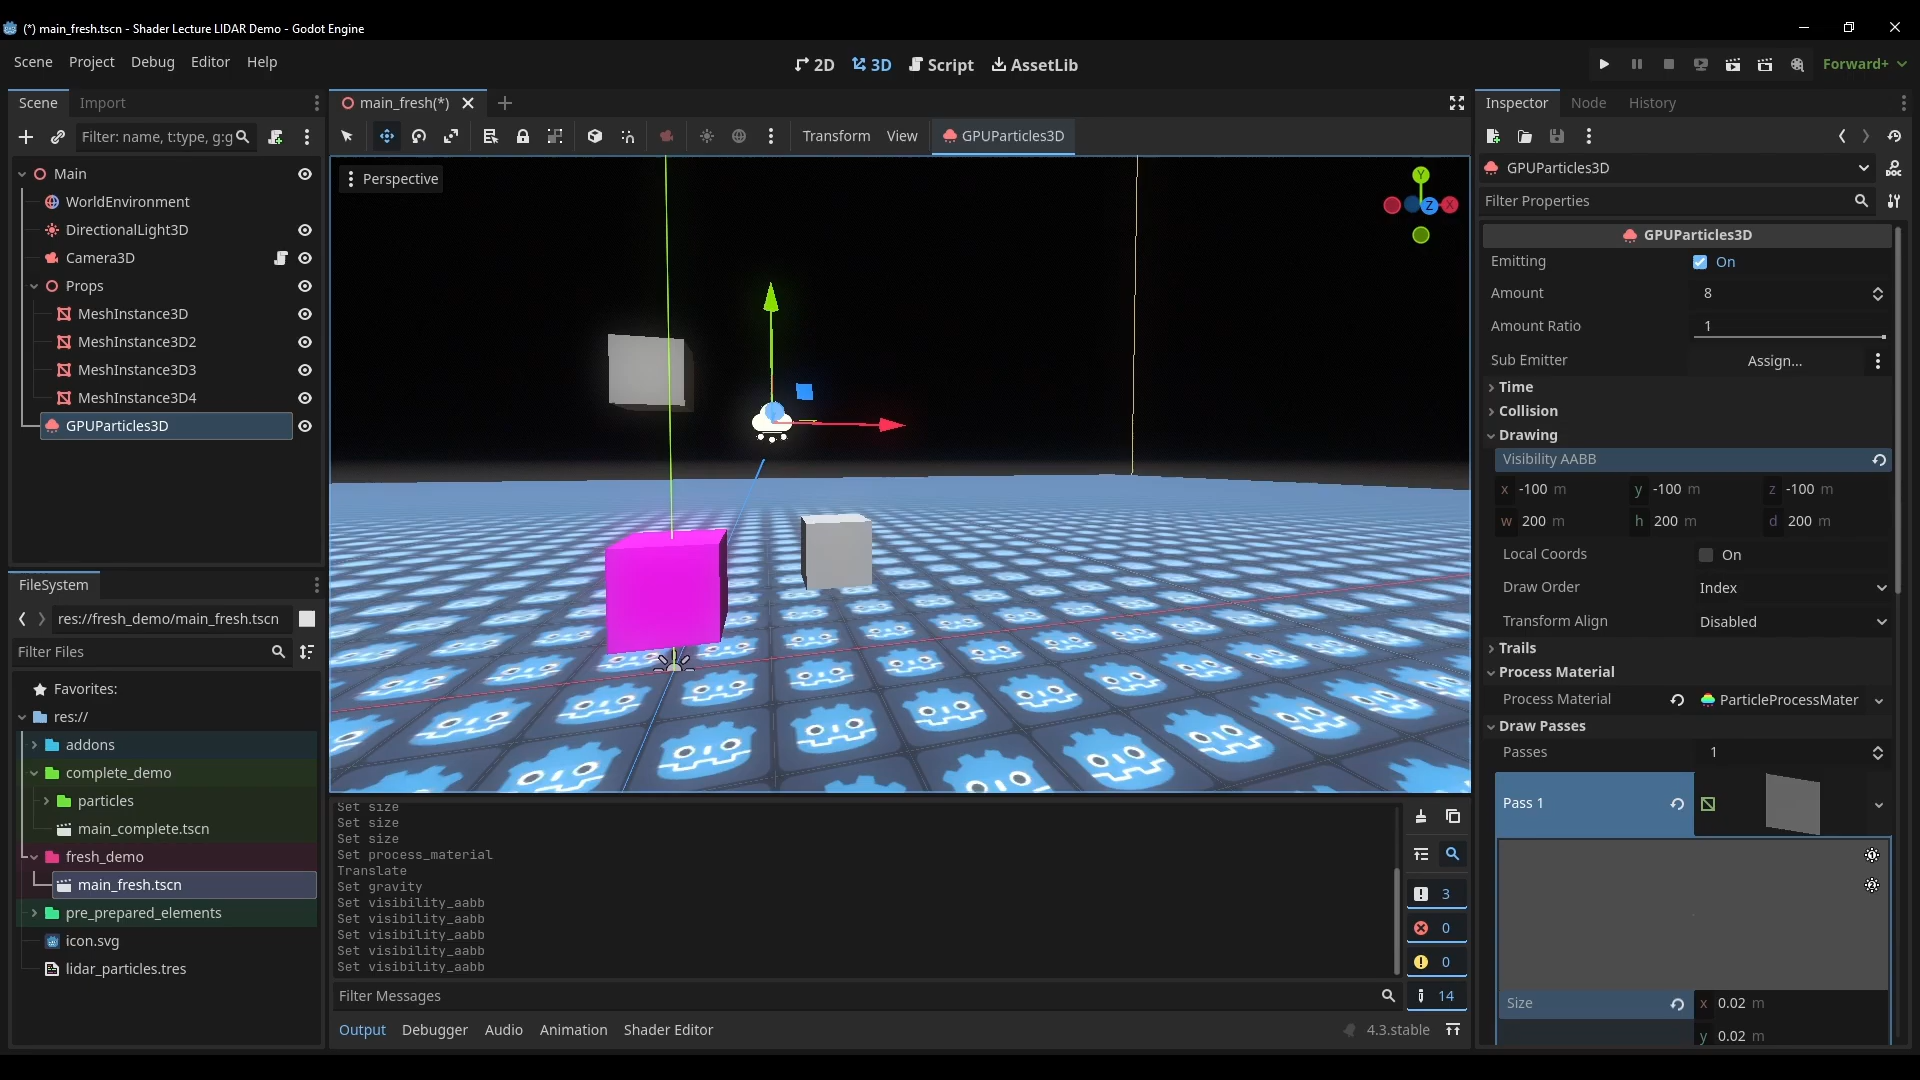 (*) main_fresh.tscn - Shader Lecture LIDAR Demo - Godot Engine
Scene Project Debug Editor Help
2D 3D Script AssetLib
Forward+
Scene Import
Filter: name, t:type, g:g
Main
WorldEnvironment
DirectionalLight3D
Camera3D
Props
MeshInstance3D
MeshInstance3D2
MeshInstance3D3
MeshInstance3D4
GPUParticles3D
FileSystem
res://fresh_demo/main_fresh.tscn
Filter Files
Favorites:
res://
addons
complete_demo
particles
main_complete.tscn
fresh_demo
main_fresh.tscn
pre_prepared_elements
icon.svg
lidar_particles.tres
main_fresh(*)
Transform View GPUParticles3D
Perspective
Y
Z X
Set size
Set size
Set size
Set process_material
Translate
Set gravity
Set visibility_aabb
Set visibility_aabb
Set visibility_aabb
Set visibility_aabb
Set visibility_aabb
3
0
0
14
Filter Messages
Output Debugger Audio Animation Shader Editor
4.3.stable
Inspector Node History
GPUParticles3D
DOC
Filter Properties
GPUParticles3D
Emitting On
Amount 8
Amount Ratio 1
Sub Emitter Assign...
Time
Collision
Drawing
Visibility AABB
x -100 m y -100 m z -100 m
w 200 m h 200 m d 200 m
Local Coords On
Draw Order Index
Transform Align Disabled
Trails
Process Material
Process Material ParticleProcessMater
Draw Passes
Passes 1
Pass 1
1
2
Size x 0.02 m
y 0.02 m